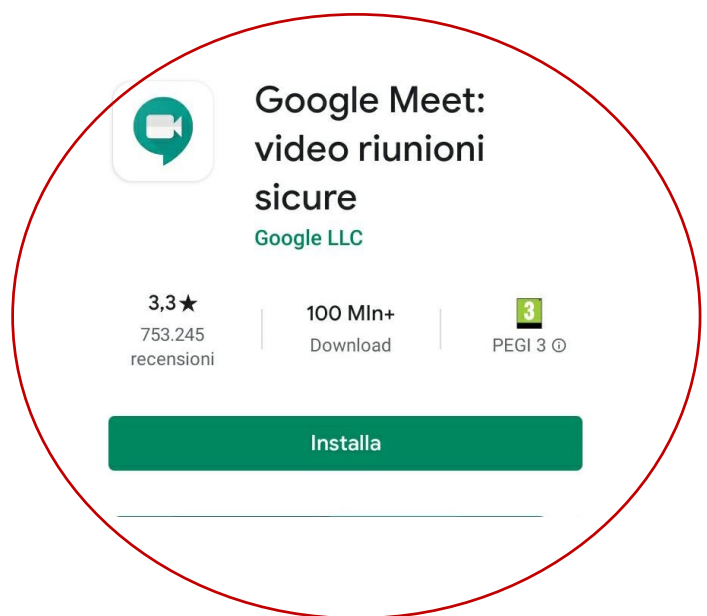 Google Meet:
video riunioni
sicure
Google LLC
3,3★
753.245
recensioni
100 Mln+
Download
3
PEGI 3 ⓘ
Installa